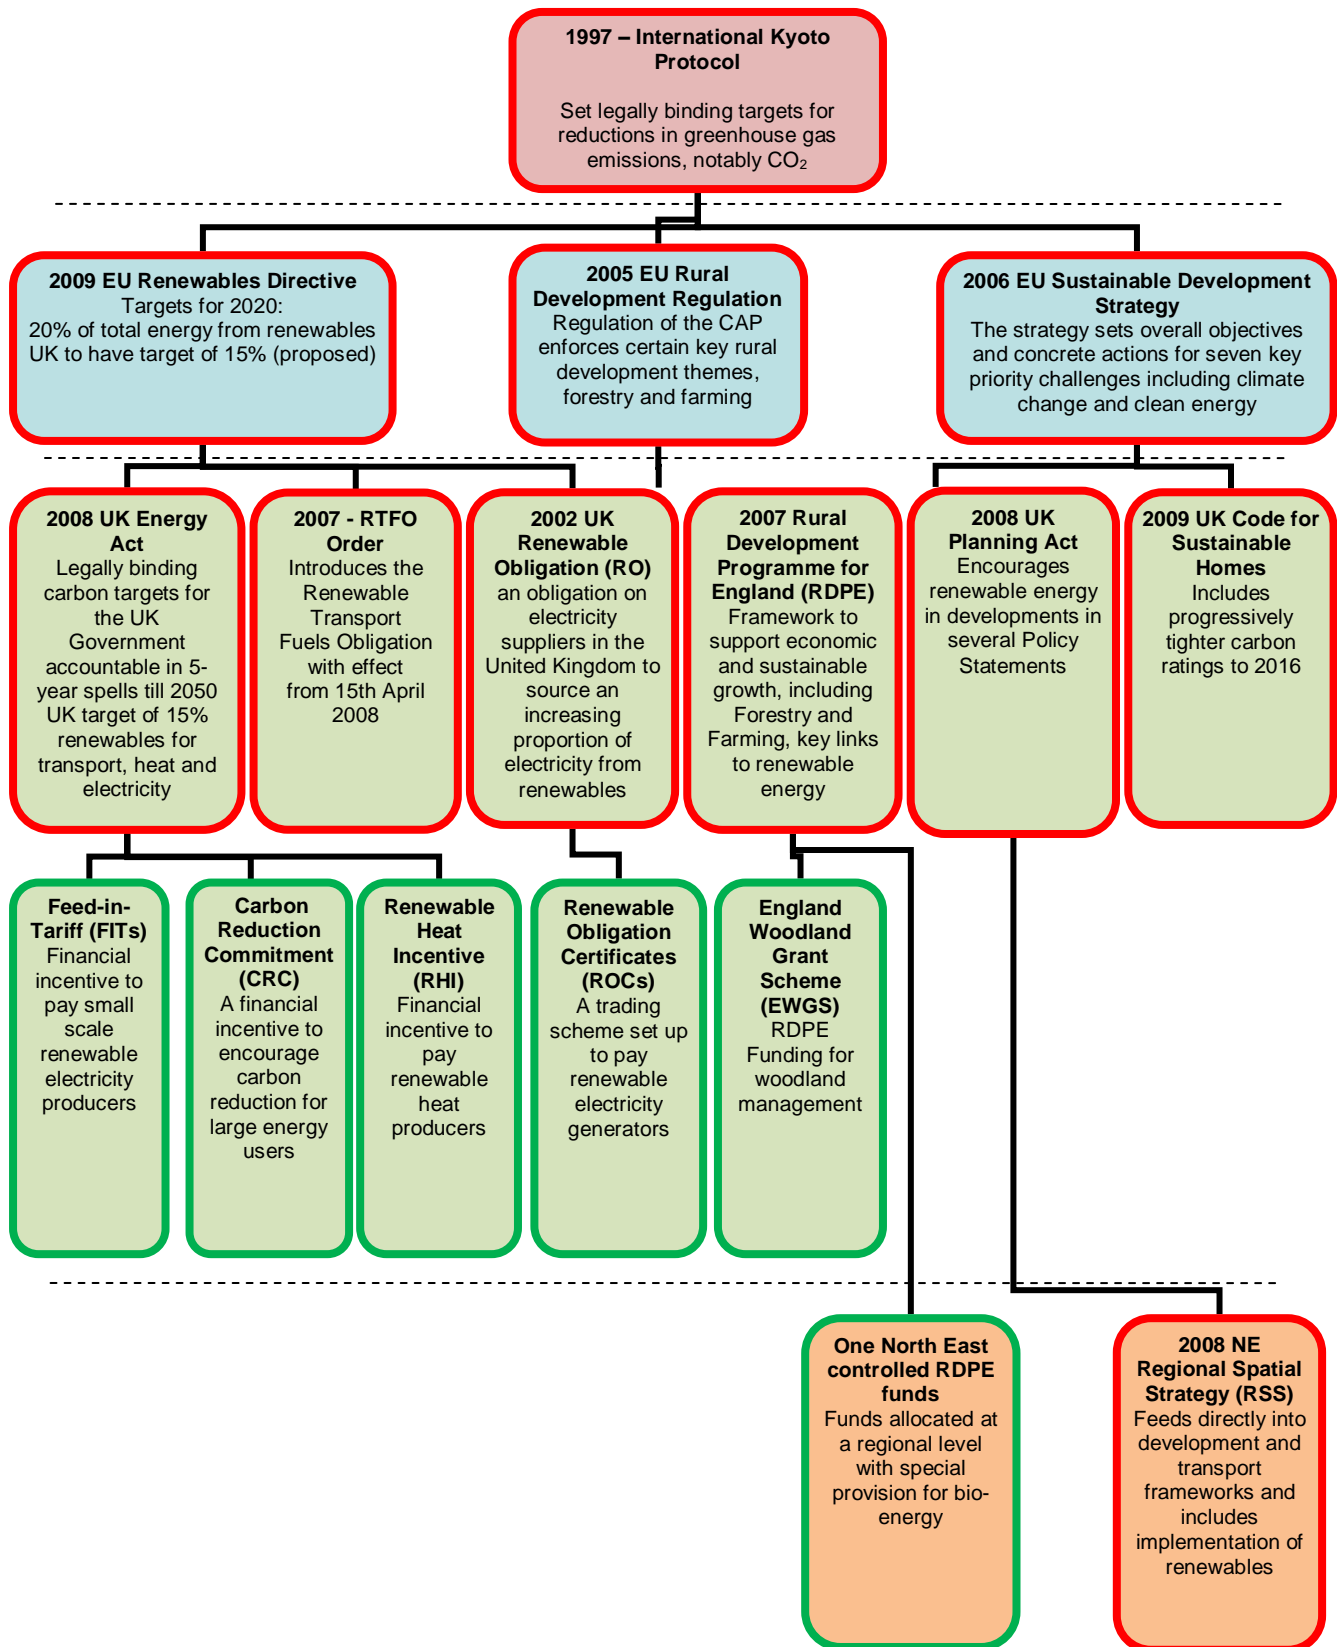 1997 – International Kyoto
Protocol
Set legally binding targets for
reductions in greenhouse gas
emissions, notably CO₂
2009 EU Renewables Directive
Targets for 2020:
20% of total energy from renewables
UK to have target of 15% (proposed)
2005 EU Rural
Development Regulation
Regulation of the CAP
enforces certain key rural
development themes,
forestry and farming
2006 EU Sustainable Development
Strategy
The strategy sets overall objectives
and concrete actions for seven key
priority challenges including climate
change and clean energy
2008 UK Energy
Act
Legally binding
carbon targets for
the UK
Government
accountable in 5-
year spells till 2050
UK target of 15%
renewables for
transport, heat and
electricity
2007 - RTFO
Order
Introduces the
Renewable
Transport
Fuels Obligation
with effect
from 15th April
2008
2002 UK
Renewable
Obligation (RO)
an obligation on
electricity
suppliers in the
United Kingdom to
source an
increasing
proportion of
electricity from
renewables
2007 Rural
Development
Programme for
England (RDPE)
Framework to
support economic
and sustainable
growth, including
Forestry and
Farming, key links
to renewable
energy
2008 UK
Planning Act
Encourages
renewable energy
in developments in
several Policy
Statements
2009 UK Code for
Sustainable
Homes
Includes
progressively
tighter carbon
ratings to 2016
Feed-in-
Tariff (FITs)
Financial
incentive to
pay small
scale
renewable
electricity
producers
Carbon
Reduction
Commitment
(CRC)
A financial
incentive to
encourage
carbon
reduction for
large energy
users
Renewable
Heat
Incentive
(RHI)
Financial
incentive to
pay
renewable
heat
producers
Renewable
Obligation
Certificates
(ROCs)
A trading
scheme set up
to pay
renewable
electricity
generators
England
Woodland
Grant
Scheme
(EWGS)
RDPE
Funding for
woodland
management
One North East
controlled RDPE
funds
Funds allocated at
a regional level
with special
provision for bio-
energy
2008 NE
Regional Spatial
Strategy (RSS)
Feeds directly into
development and
transport
frameworks and
includes
implementation of
renewables